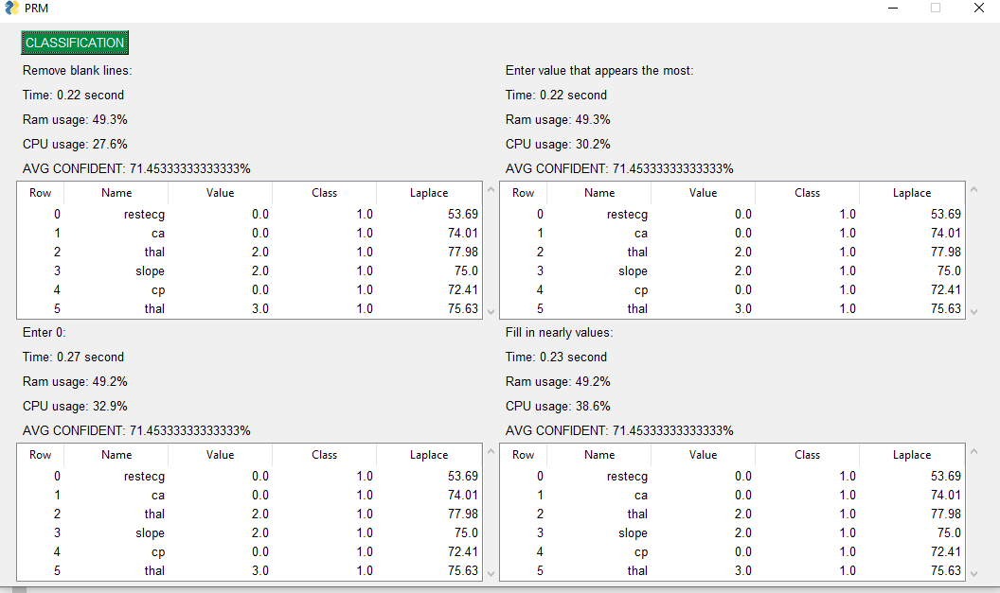 PRM
CLASSIFICATION
Remove blank lines:
Time: 0.22 second
Ram usage: 49.3%
CPU usage: 27.6%
AVG CONFIDENT: 71.45333333333333%
Row Name Value Class Laplace
0 restecg 0.0 1.0 53.69
1 ca 0.0 1.0 74.01
2 thal 2.0 1.0 77.98
3 slope 2.0 1.0 75.0
4 cp 0.0 1.0 72.41
5 thal 3.0 1.0 75.63
Enter value that appears the most:
Time: 0.22 second
Ram usage: 49.3%
CPU usage: 30.2%
AVG CONFIDENT: 71.45333333333333%
Row Name Value Class Laplace
0 restecg 0.0 1.0 53.69
1 ca 0.0 1.0 74.01
2 thal 2.0 1.0 77.98
3 slope 2.0 1.0 75.0
4 cp 0.0 1.0 72.41
5 thal 3.0 1.0 75.63
Enter 0:
Time: 0.27 second
Ram usage: 49.2%
CPU usage: 32.9%
AVG CONFIDENT: 71.45333333333333%
Row Name Value Class Laplace
0 restecg 0.0 1.0 53.69
1 ca 0.0 1.0 74.01
2 thal 2.0 1.0 77.98
3 slope 2.0 1.0 75.0
4 cp 0.0 1.0 72.41
5 thal 3.0 1.0 75.63
Fill in nearly values:
Time: 0.23 second
Ram usage: 49.2%
CPU usage: 38.6%
AVG CONFIDENT: 71.45333333333333%
Row Name Value Class Laplace
0 restecg 0.0 1.0 53.69
1 ca 0.0 1.0 74.01
2 thal 2.0 1.0 77.98
3 slope 2.0 1.0 75.0
4 cp 0.0 1.0 72.41
5 thal 3.0 1.0 75.63